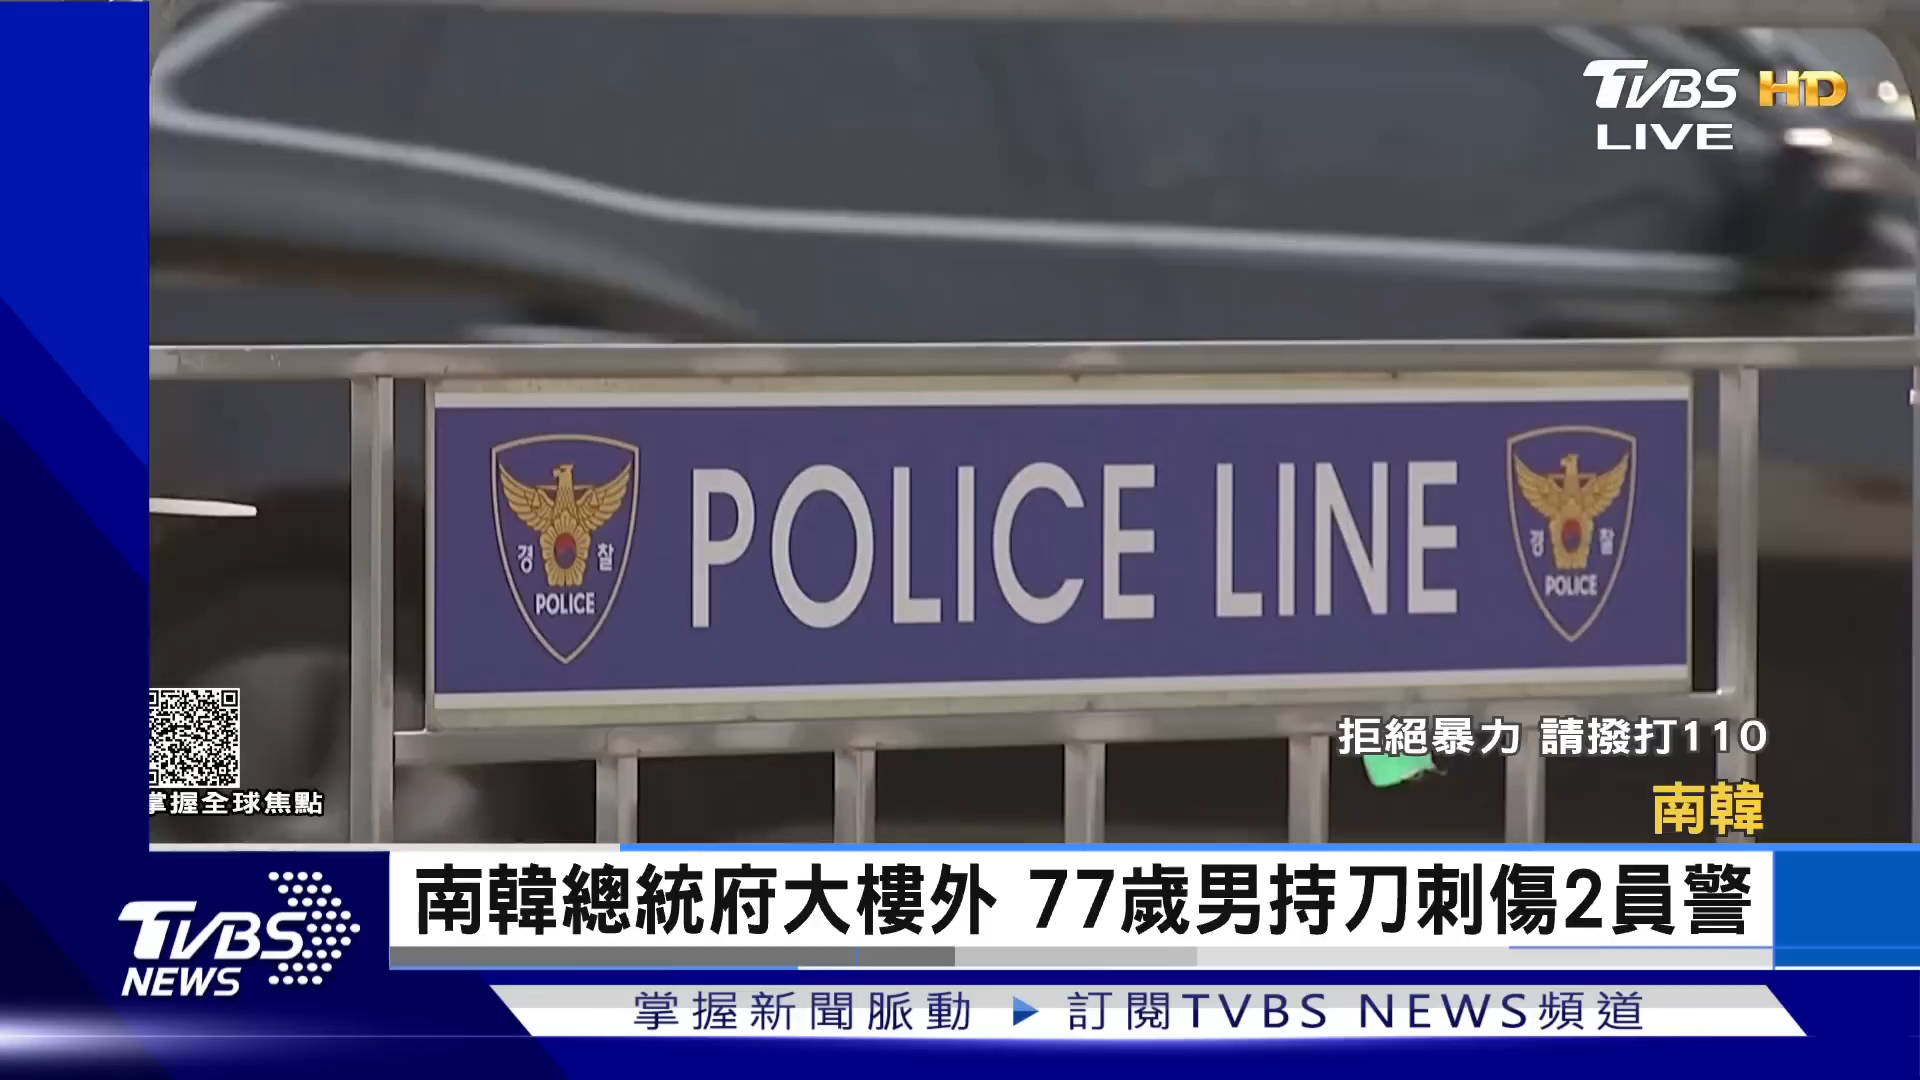 TVBS HD
LIVE
POLICE LINE
경찰
POLICE
경찰
POLICE
拒絕暴力 請撥打110
南韓
掌握全球焦點
南韓總統府大樓外 77歲男持刀刺傷2員警
TVBS
NEWS
掌握新聞脈動 ▶ 訂閱TVBS NEWS頻道